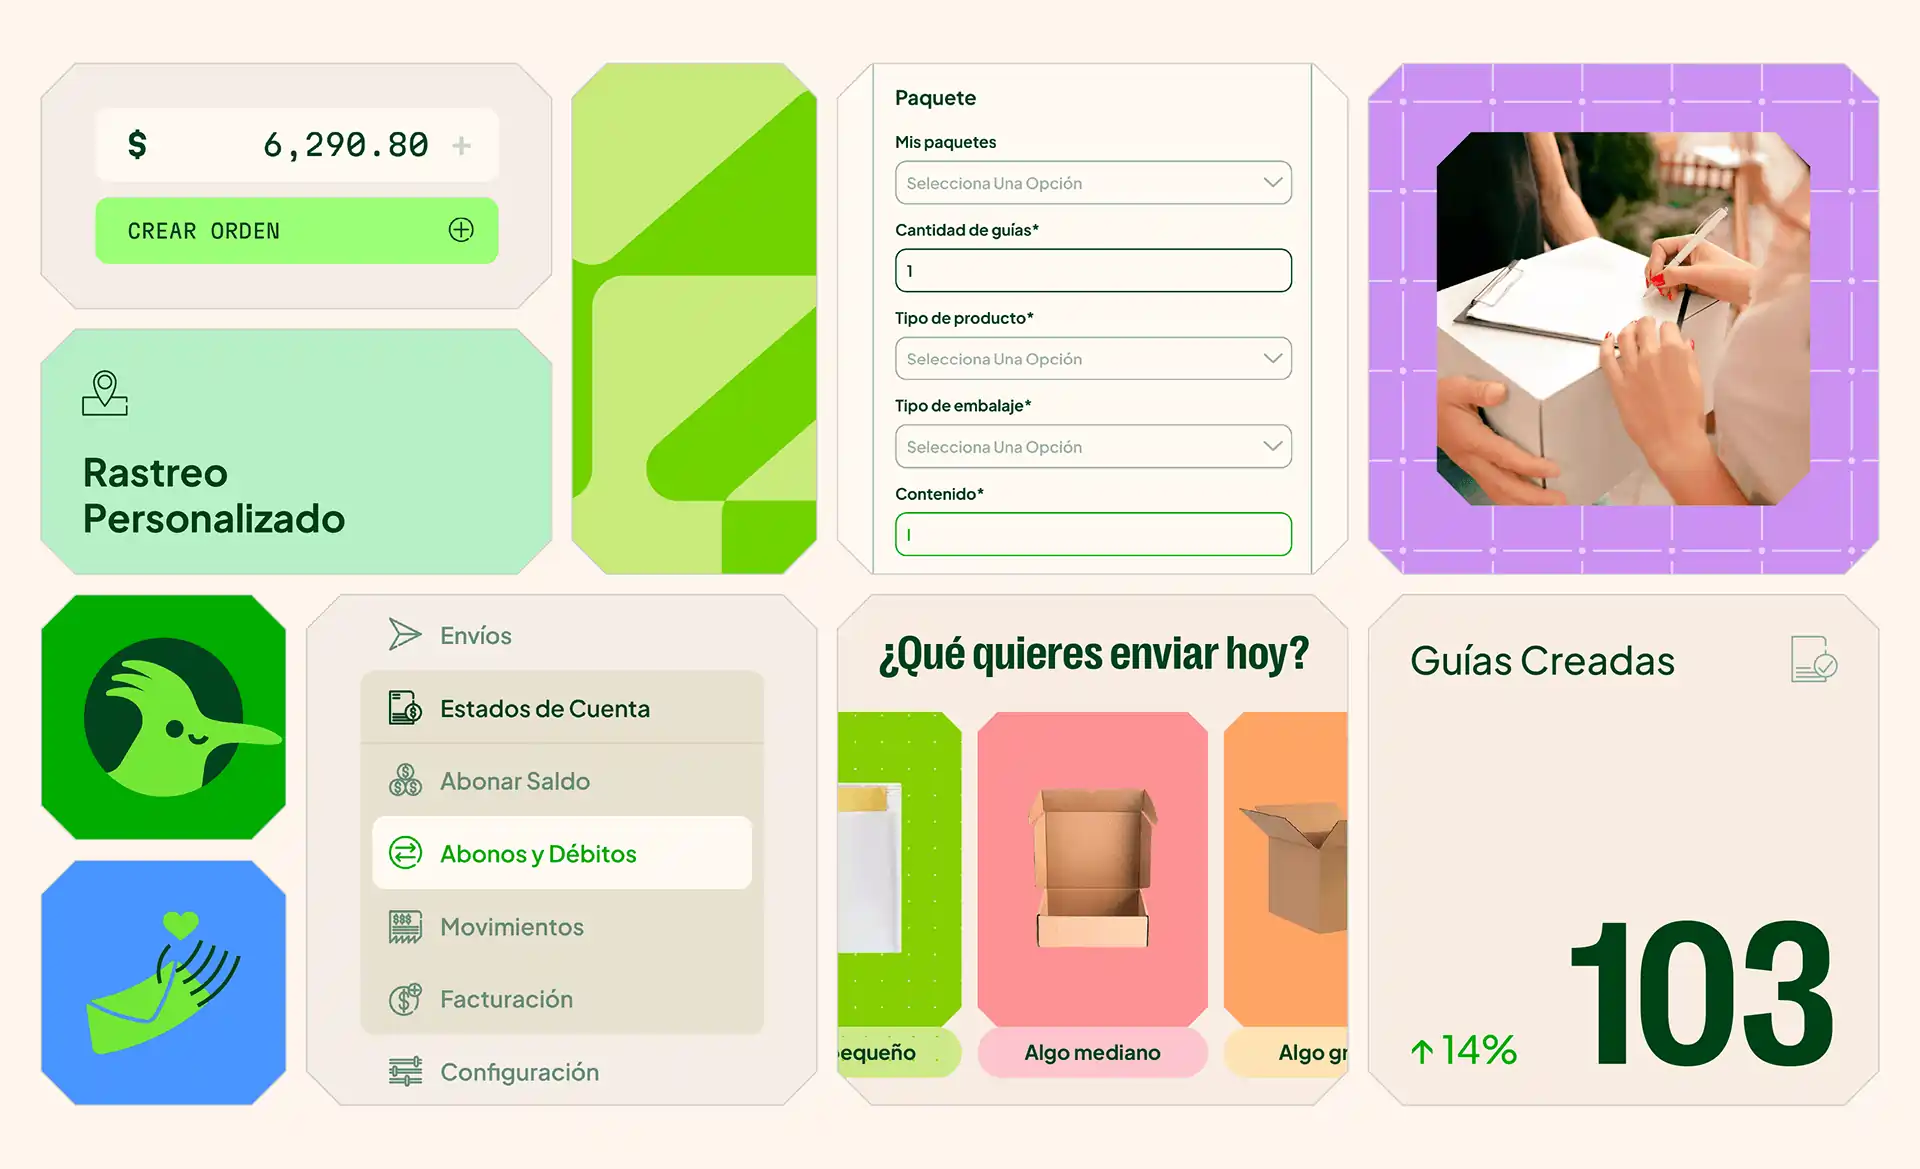 $ 6,290.80 +
CREAR ORDEN
Rastreo
Personalizado
Paquete
Mis paquetes
Selecciona Una Opción
Cantidad de guías*
1
Tipo de producto*
Selecciona Una Opción
Tipo de embalaje*
Selecciona Una Opción
Contenido*
Envíos
Estados de Cuenta
Abonar Saldo
Abonos y Débitos
Movimientos
Facturación
Configuración
¿Qué quieres enviar hoy?
equeño
Algo mediano
Algo gr
Guías Creadas
↑14%
103